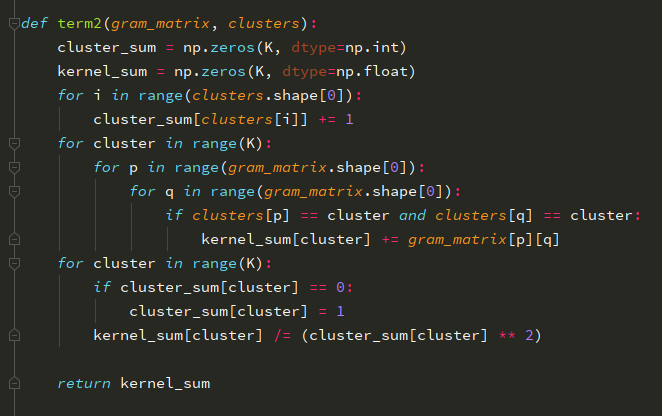 def term2(gram_matrix, clusters):
    cluster_sum = np.zeros(K, dtype=np.int)
    kernel_sum = np.zeros(K, dtype=np.float)
    for i in range(clusters.shape[0]):
        cluster_sum[clusters[i]] += 1
    for cluster in range(K):
        for p in range(gram_matrix.shape[0]):
            for q in range(gram_matrix.shape[0]):
                if clusters[p] == cluster and clusters[q] == cluster:
                    kernel_sum[cluster] += gram_matrix[p][q]
    for cluster in range(K):
        if cluster_sum[cluster] == 0:
            cluster_sum[cluster] = 1
        kernel_sum[cluster] /= (cluster_sum[cluster] ** 2)

    return kernel_sum